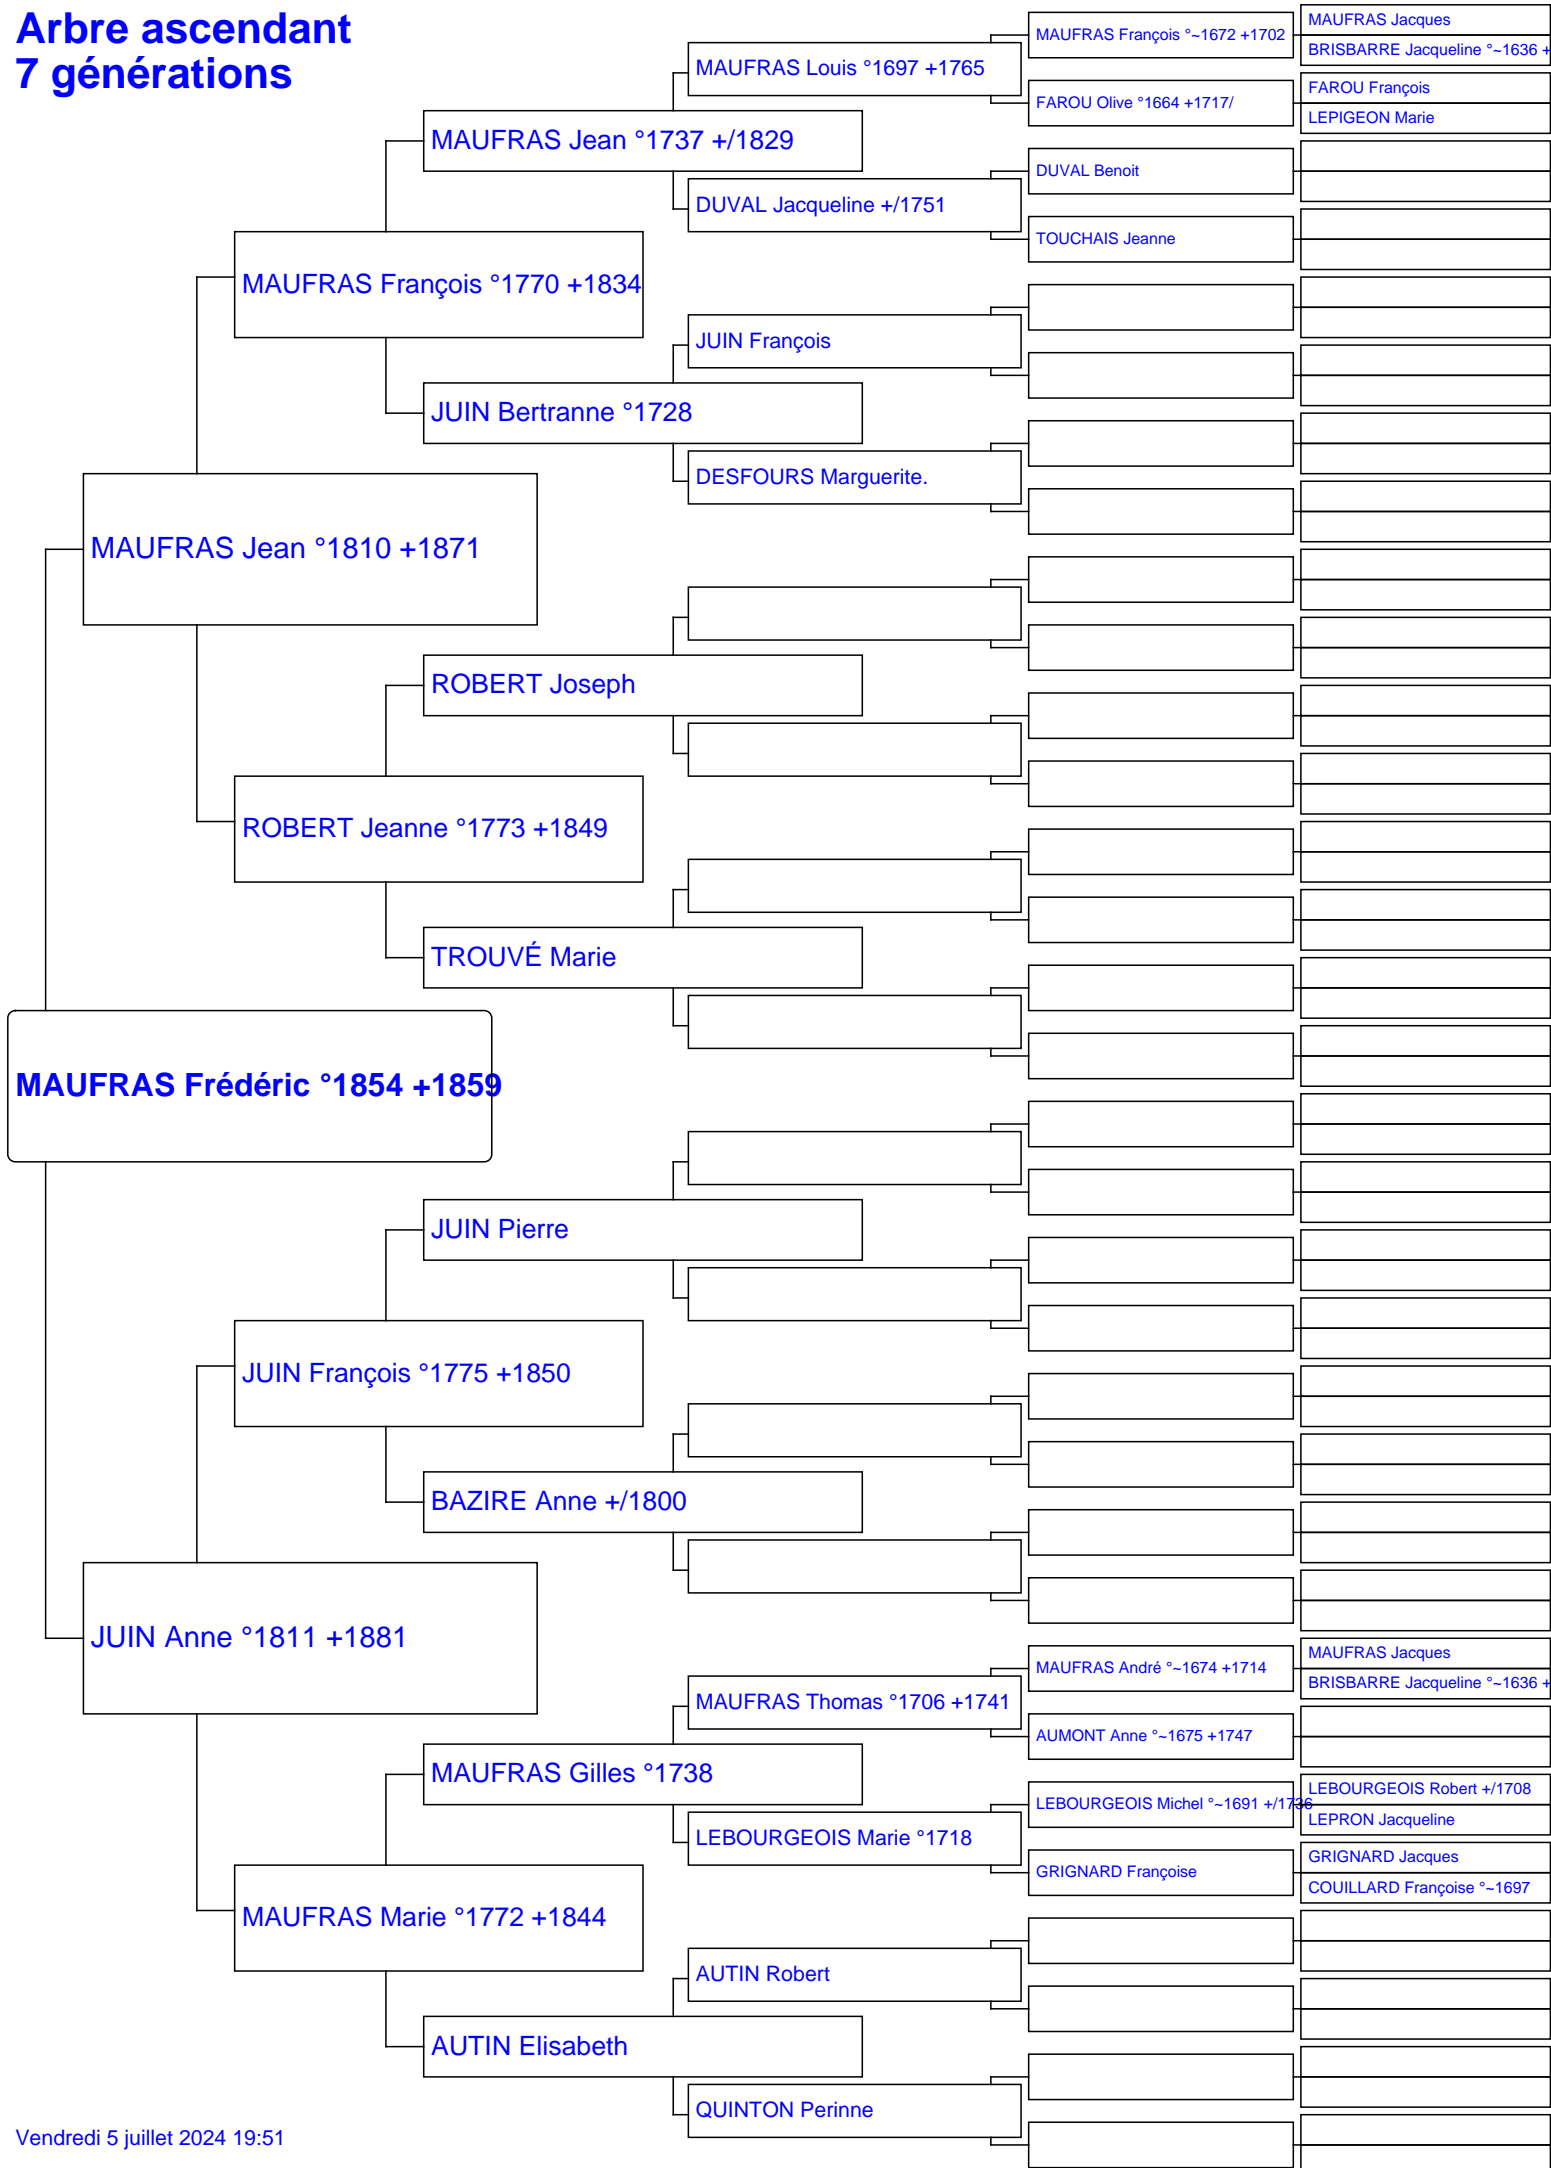 Arbre ascendant
7 générations
MAUFRAS Frédéric °1854 +1859
MAUFRAS Jean °1810 +1871
JUIN Anne °1811 +1881
MAUFRAS François °1770 +1834
ROBERT Jeanne °1773 +1849
JUIN François °1775 +1850
MAUFRAS Marie °1772 +1844
MAUFRAS Jean °1737 +/1829
JUIN Bertranne °1728
ROBERT Joseph
TROUVÉ Marie
JUIN Pierre
BAZIRE Anne +/1800
MAUFRAS Gilles °1738
AUTIN Elisabeth
MAUFRAS Louis °1697 +1765
DUVAL Jacqueline +/1751
JUIN François
DESFOURS Marguerite.
MAUFRAS Thomas °1706 +1741
LEBOURGEOIS Marie °1718
AUTIN Robert
QUINTON Perinne
MAUFRAS François °~1672 +1702
FAROU Olive °1664 +1717/
DUVAL Benoit
TOUCHAIS Jeanne
MAUFRAS André °~1674 +1714
AUMONT Anne °~1675 +1747
LEBOURGEOIS Michel °~1691 +/1736
GRIGNARD Françoise
MAUFRAS Jacques
BRISBARRE Jacqueline °~1636 +
FAROU François
LEPIGEON Marie
MAUFRAS Jacques
BRISBARRE Jacqueline °~1636 +
LEBOURGEOIS Robert +/1708
LEPRON Jacqueline
GRIGNARD Jacques
COUILLARD Françoise °~1697
Vendredi 5 juillet 2024 19:51